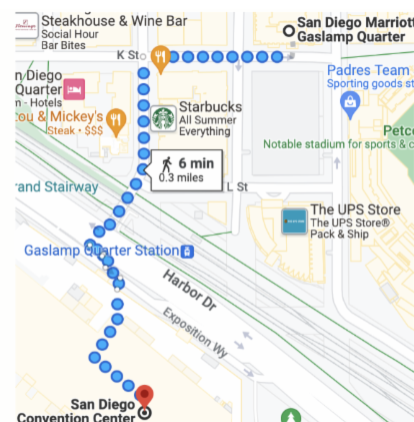 Steakhouse & Wine Bar
Social Hour
Bar Bites
San Diego Marriott
Gaslamp Quarter
K St
n Diego
Quarter
n - Hotels
Padres Team
Sporting goods st
ou & Mickey's
Steak • $$$
Starbucks
All Summer
Everything
Petc
Notable stadium for sports & c
6 min
0.3 miles
rand Stairway
L St
The UPS Store
The UPS Store®
Pack & Ship
Gaslamp Quarter Station
Harbor Dr
Exposition Wy
San Diego
Convention Center